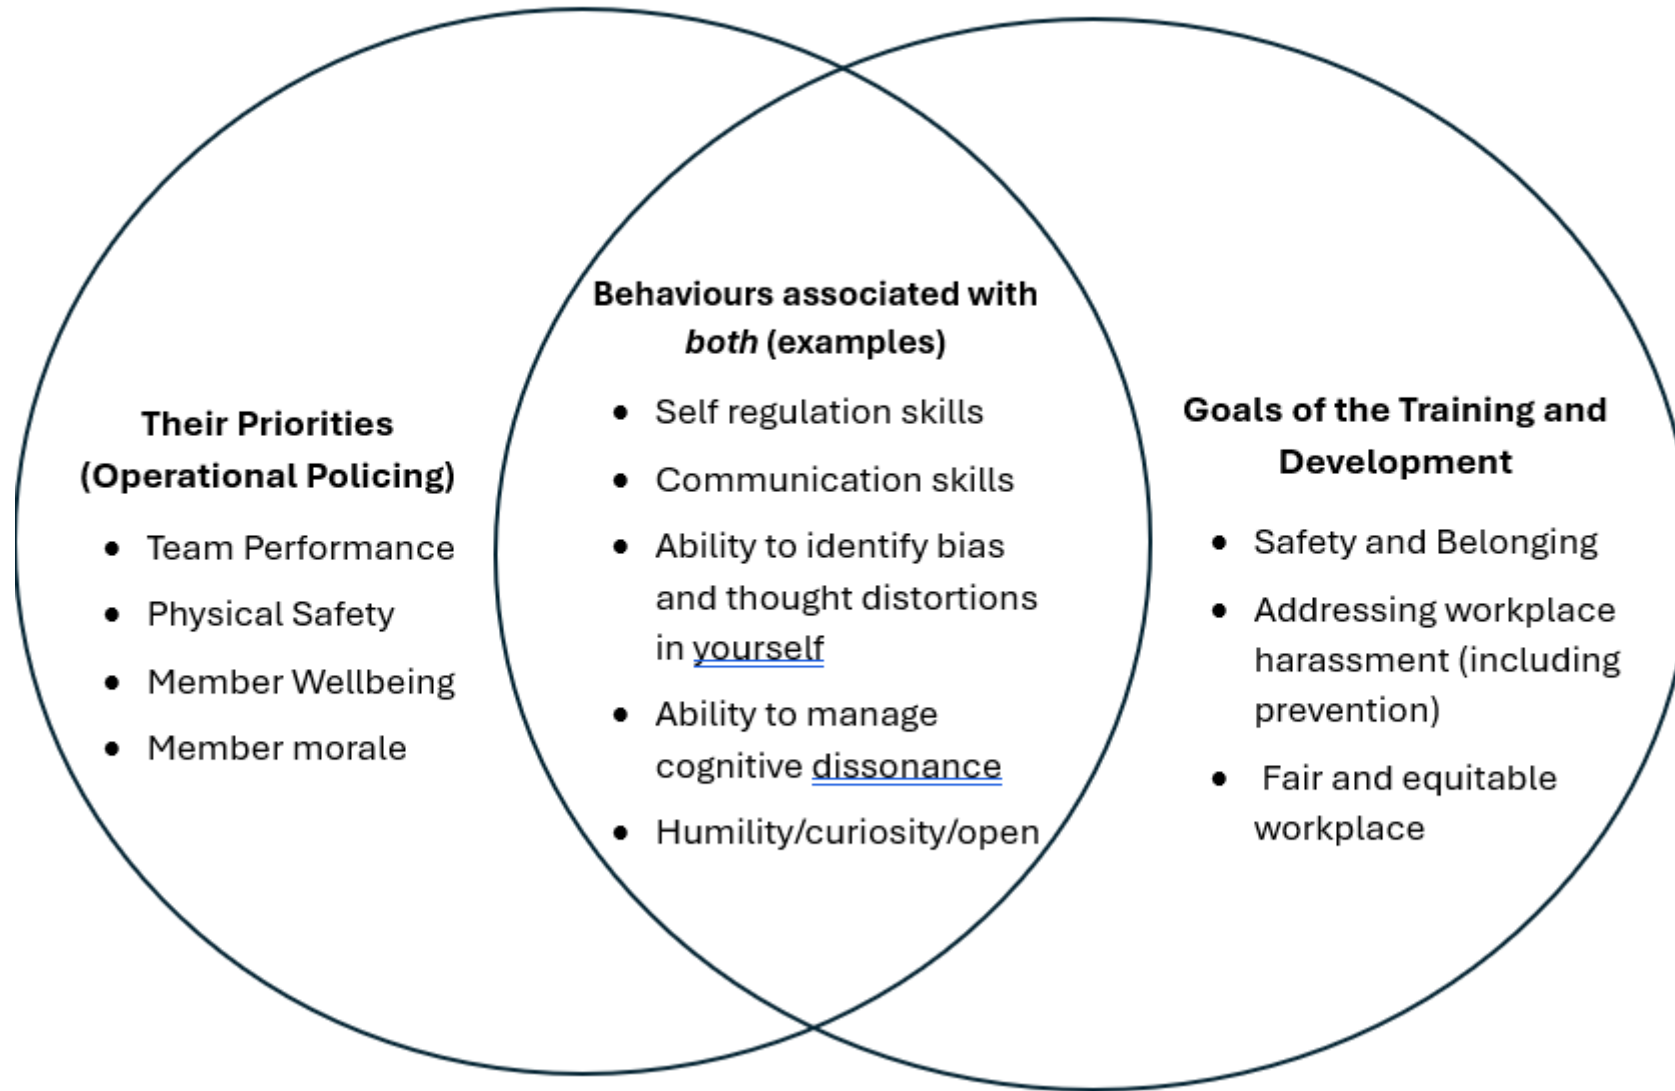 Their Priorities
(Operational Policing)
• Team Performance
• Physical Safety
• Member Wellbeing
• Member morale
Behaviours associated with
both (examples)
• Self regulation skills
• Communication skills
• Ability to identify bias
and thought distortions
in yourself
• Ability to manage
cognitive dissonance
• Humility/curiosity/open
Goals of the Training and
Development
• Safety and Belonging
• Addressing workplace
harassment (including
prevention)
• Fair and equitable
workplace